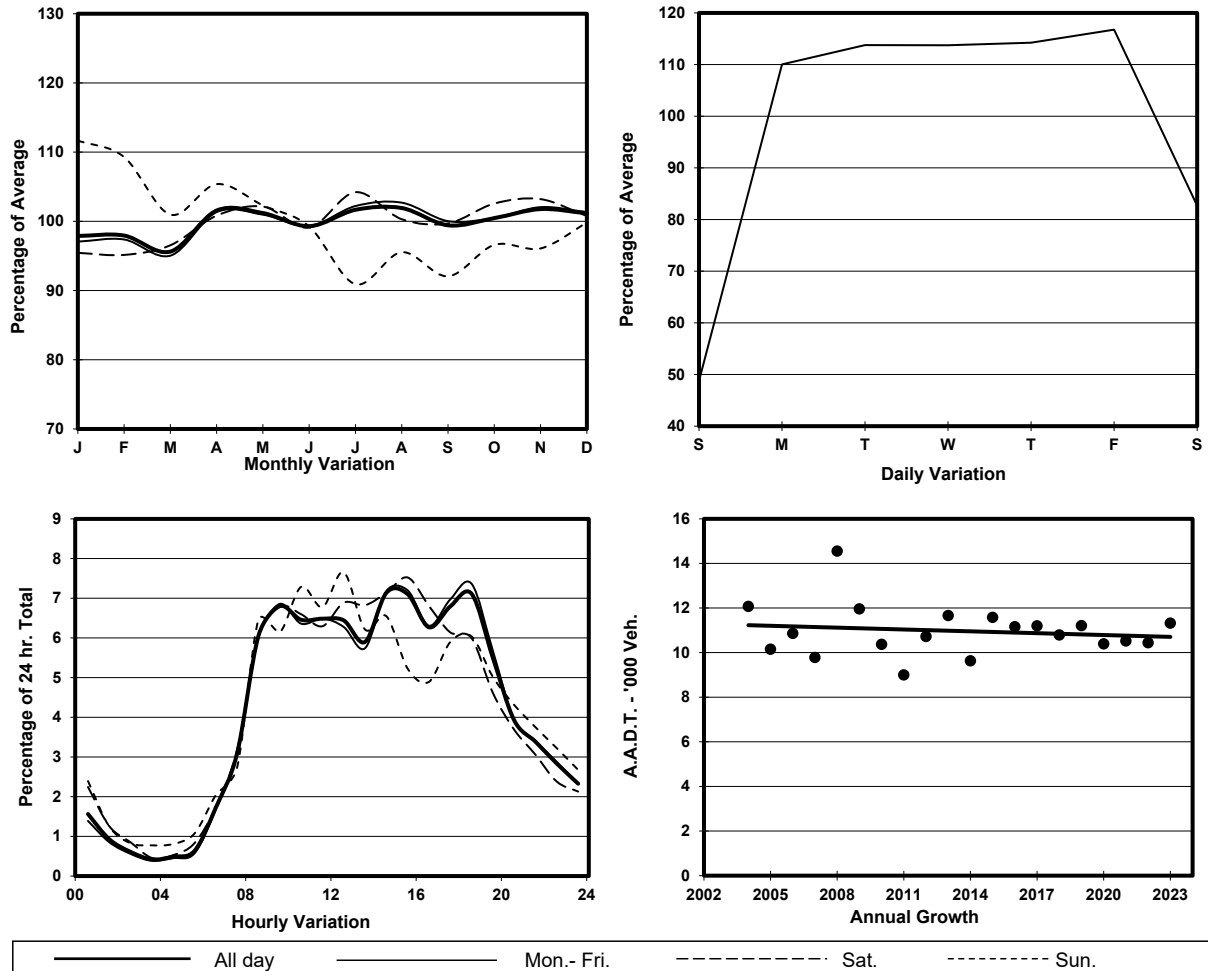 130
120
110
100
90
80
70
Percentage of Average
J F M A M J J A S O N D
Monthly Variation
120
110
100
90
80
70
60
50
40
Percentage of Average
S M T W T F S
Daily Variation
9
8
7
6
5
4
3
2
1
0
Percentage of 24 hr. Total
00 04 08 12 16 20 24
Hourly Variation
16
14
12
10
8
6
4
2
0
A.A.D.T. - '000 Veh.
2002 2005 2008 2011 2014 2017 2020 2023
Annual Growth
All day Mon.- Fri. Sat. Sun.